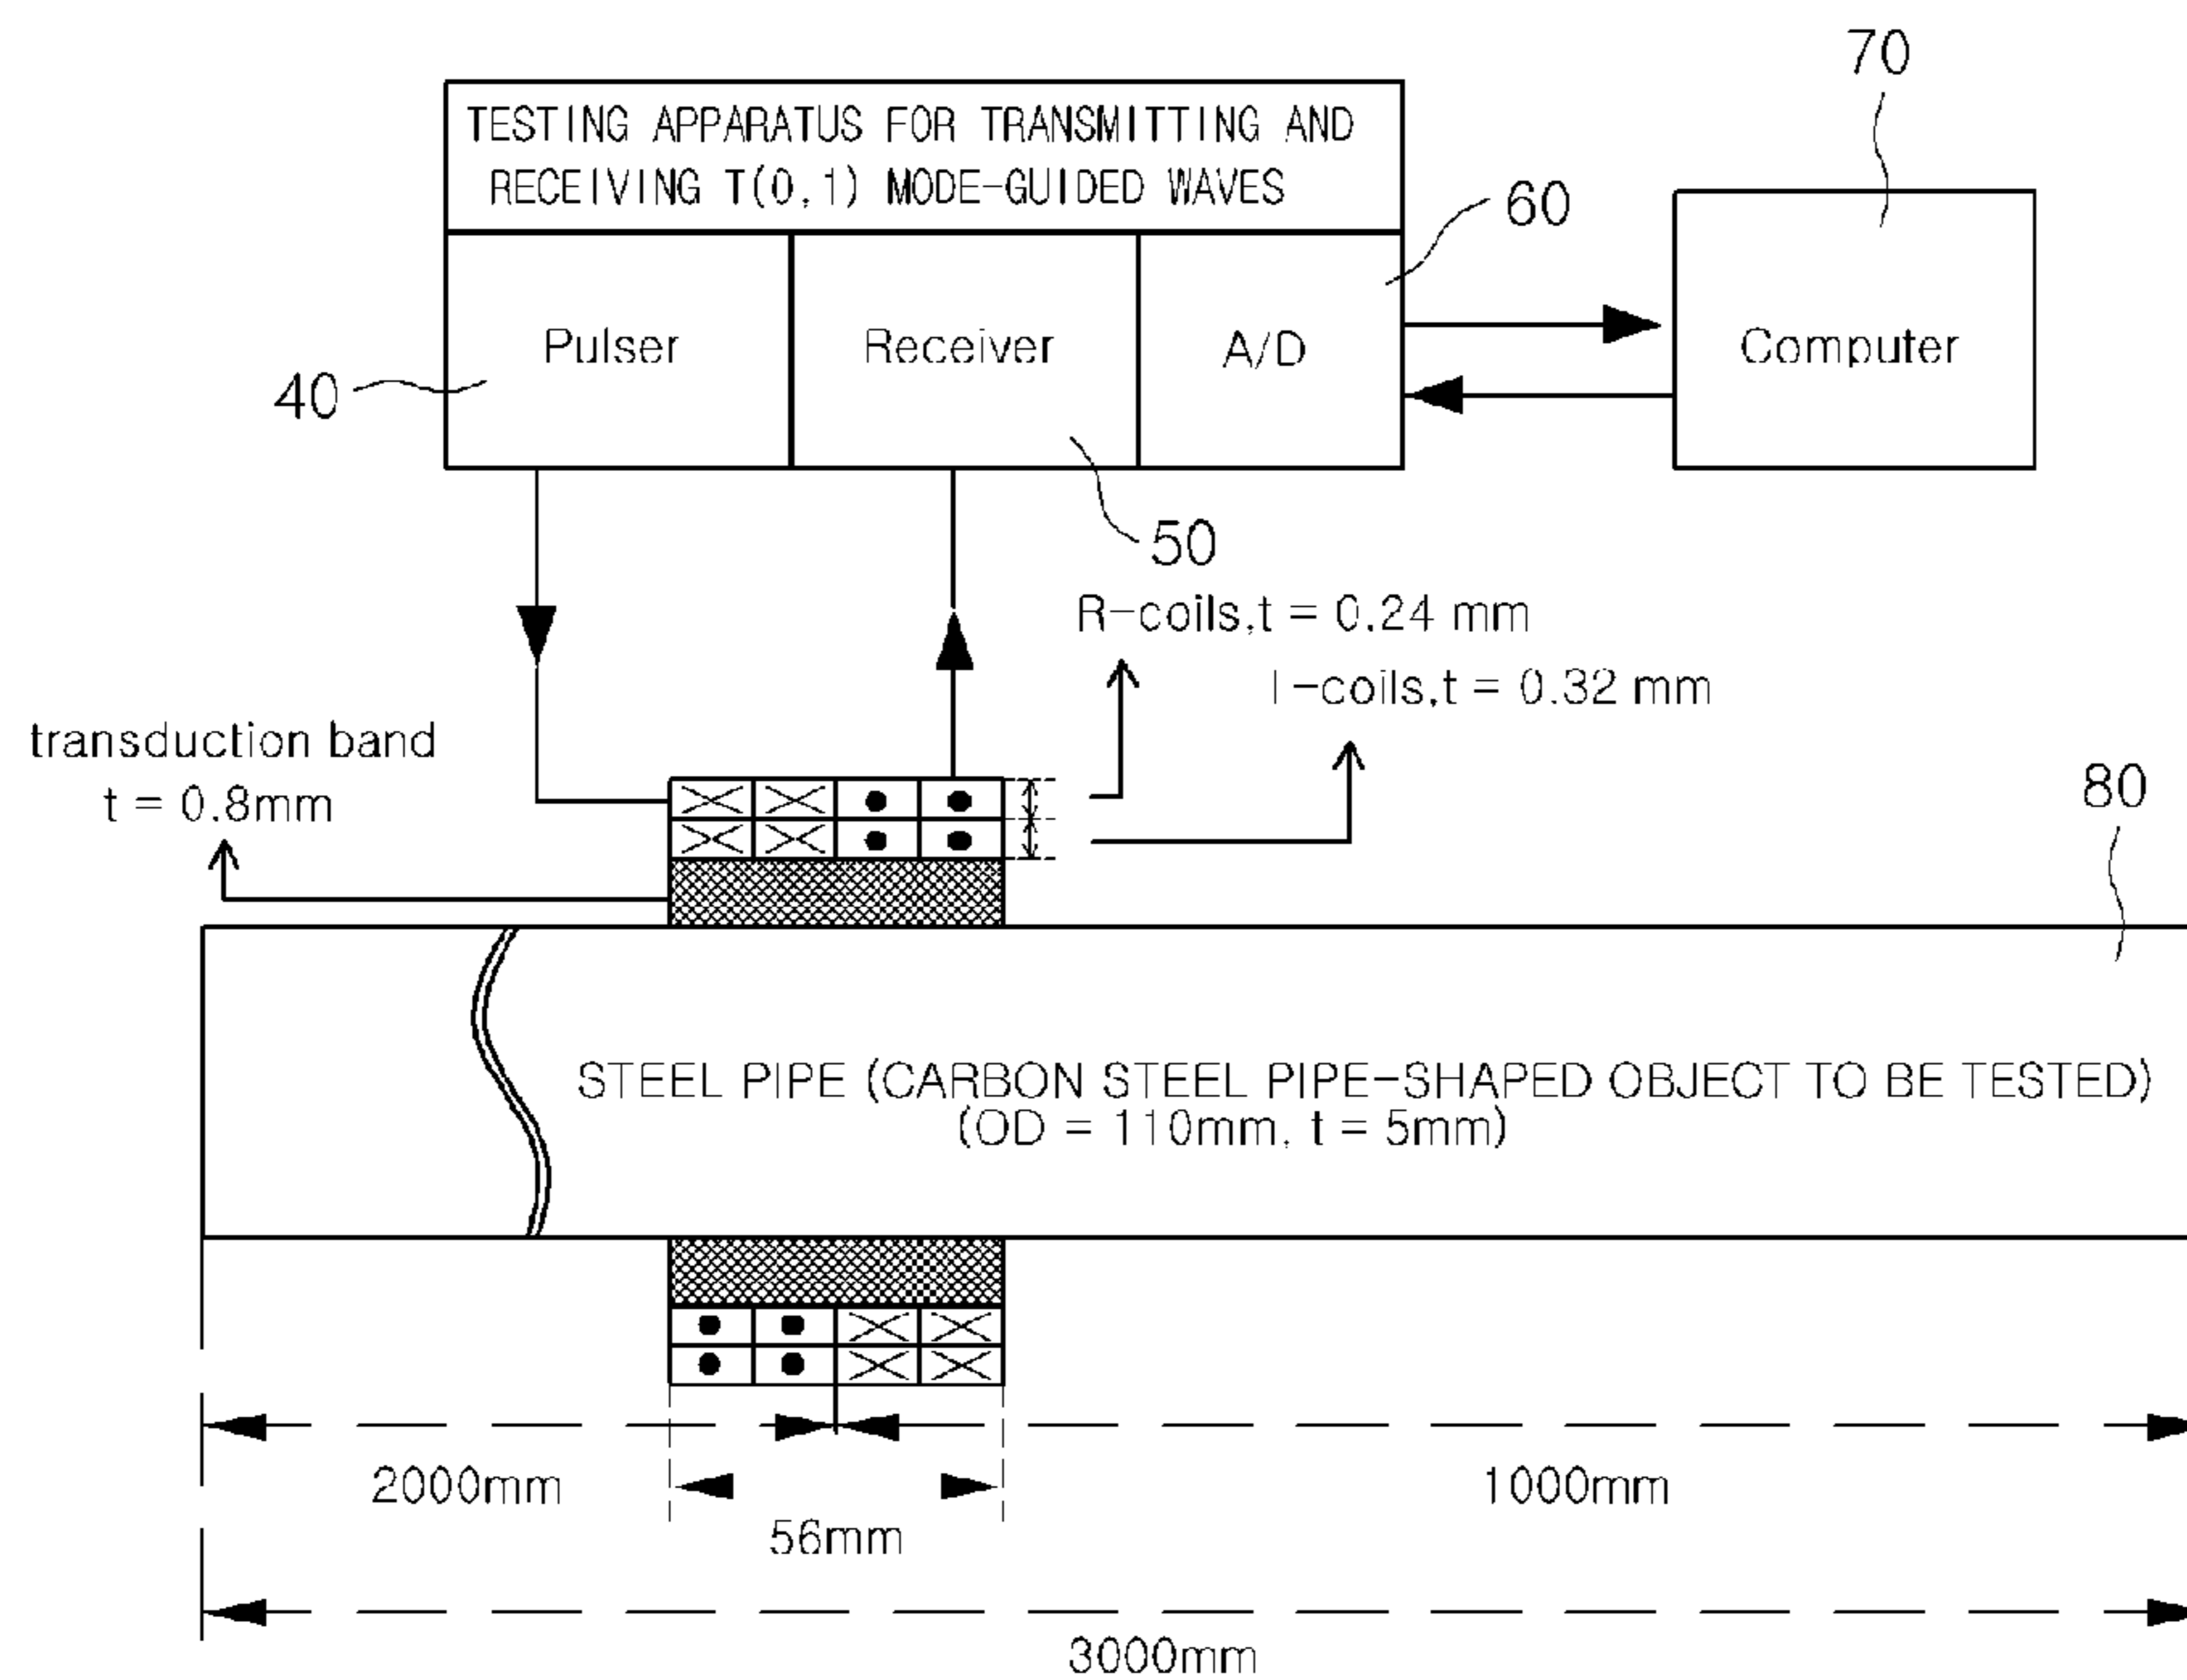 70
TESTING APPARATUS FOR TRANSMITTING AND
RECEIVING T(0,1) MODE-GUIDED WAVES
60
Pulser
Receiver
A/D
Computer
40
50
R-coils,t = 0.24 mm
I-coils,t = 0.32 mm
transduction band
t = 0.8mm
80
STEEL PIPE (CARBON STEEL PIPE-SHAPED OBJECT TO BE TESTED)
(OD = 110mm, t = 5mm)
2000mm
1000mm
56mm
3000mm